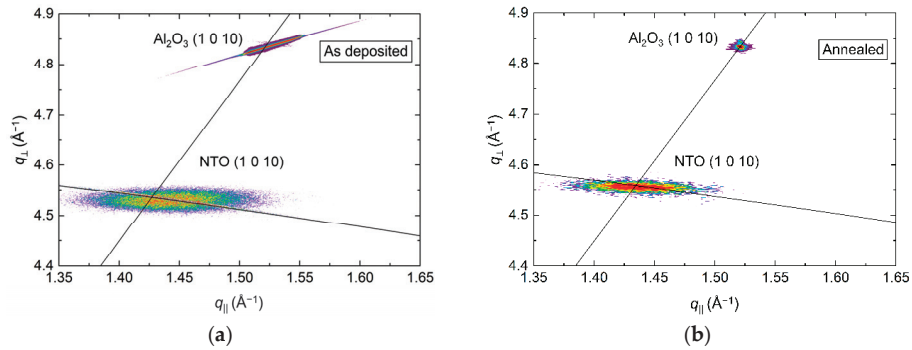 4.9
4.8
4.7
4.6
4.5
4.4
q⊥ (Å⁻¹)
Al₂O₃ (1 0 10)
As deposited
NTO (1 0 10)
1.35 1.40 1.45 1.50 1.55 1.60 1.65
q|| (Å⁻¹)
(a)
4.9
4.8
4.7
4.6
4.5
4.4
q⊥ (Å⁻¹)
Al₂O₃ (1 0 10)
Annealed
NTO (1 0 10)
1.35 1.40 1.45 1.50 1.55 1.60 1.65
q|| (Å⁻¹)
(b)